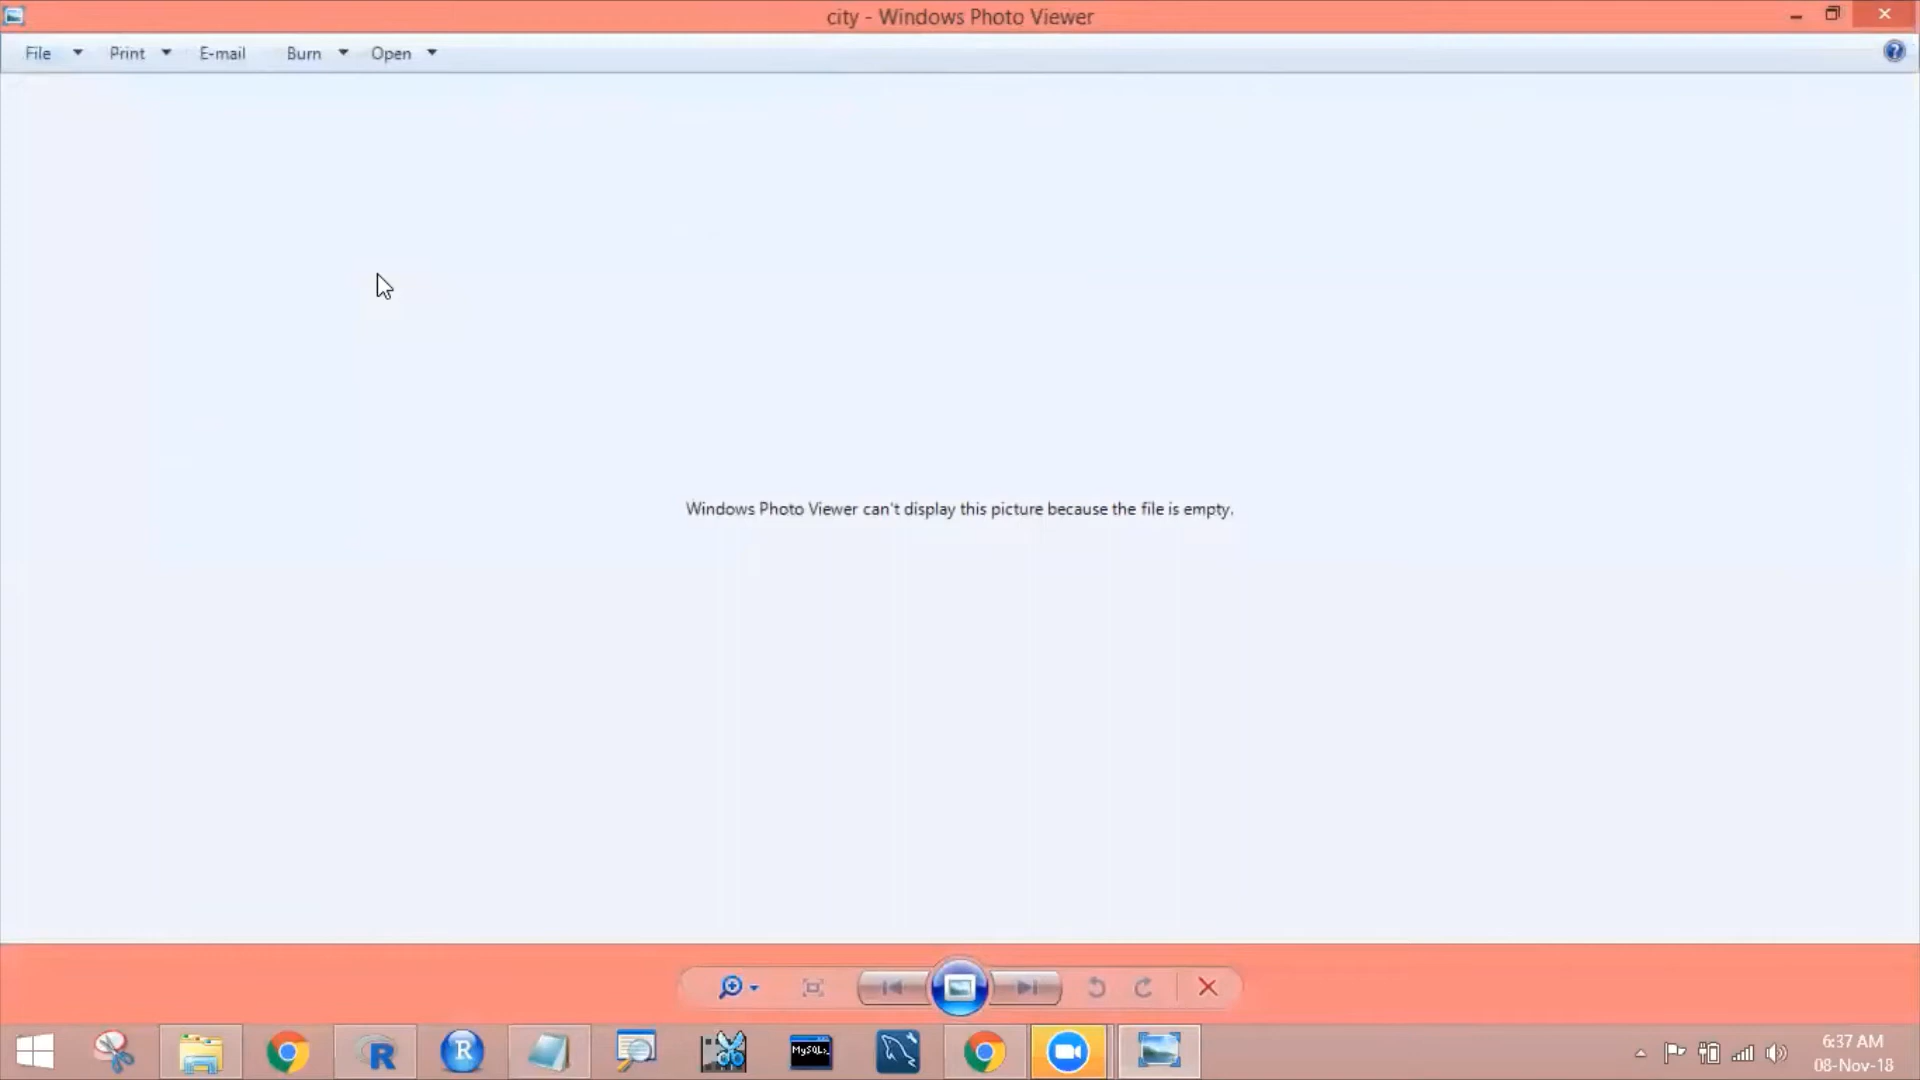 city - Windows Photo Viewer
File Print E-mail Burn Open
Windows Photo Viewer can't display this picture because the file is empty.
R R MySQL>_
6:37 AM
08-Nov-18